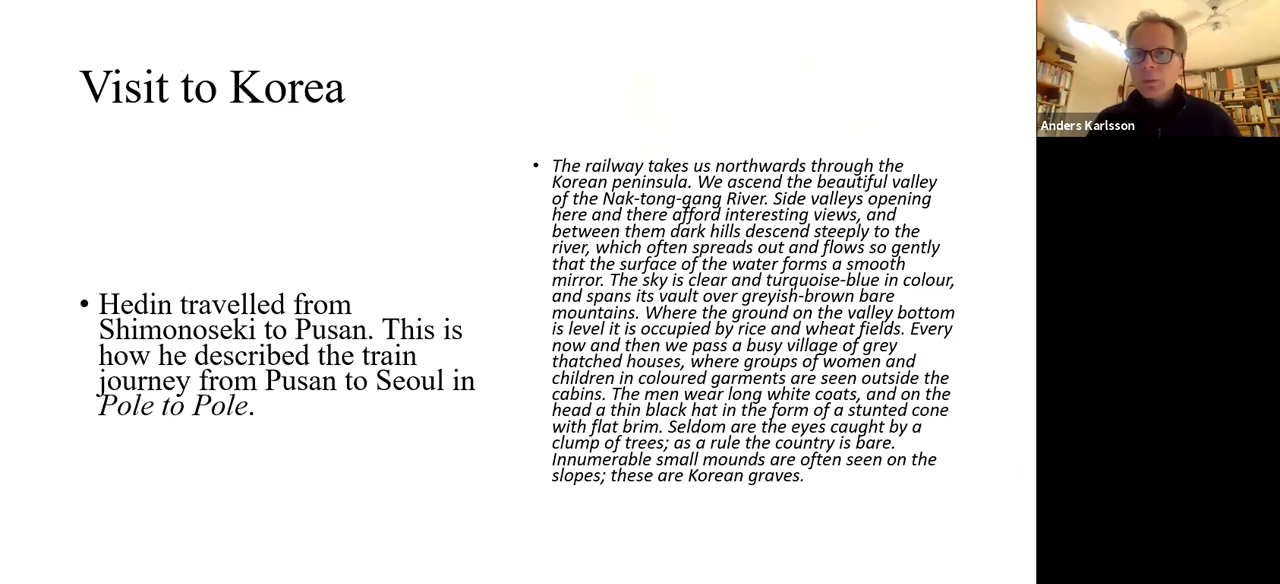 Visit to Korea
• Hedin travelled from
Shimonoseki to Pusan. This is
how he described the train
journey from Pusan to Seoul in
Pole to Pole.
• The railway takes us northwards through the
Korean peninsula. We ascend the beautiful valley
of the Nak-tong-gang River. Side valleys opening
here and there afford interesting views, and
between them dark hills descend steeply to the
river, which often spreads out and flows so gently
that the surface of the water forms a smooth
mirror. The sky is clear and turquoise-blue in colour,
and spans its vault over greyish-brown bare
mountains. Where the ground on the valley bottom
is level it is occupied by rice and wheat fields. Every
now and then we pass a busy village of grey
thatched houses, where groups of women and
children in coloured garments are seen outside the
cabins. The men wear long white coats, and on the
head a thin black hat in the form of a stunted cone
with flat brim. Seldom are the eyes caught by a
clump of trees; as a rule the country is bare.
Innumerable small mounds are often seen on the
slopes; these are Korean graves.
Anders Karlsson